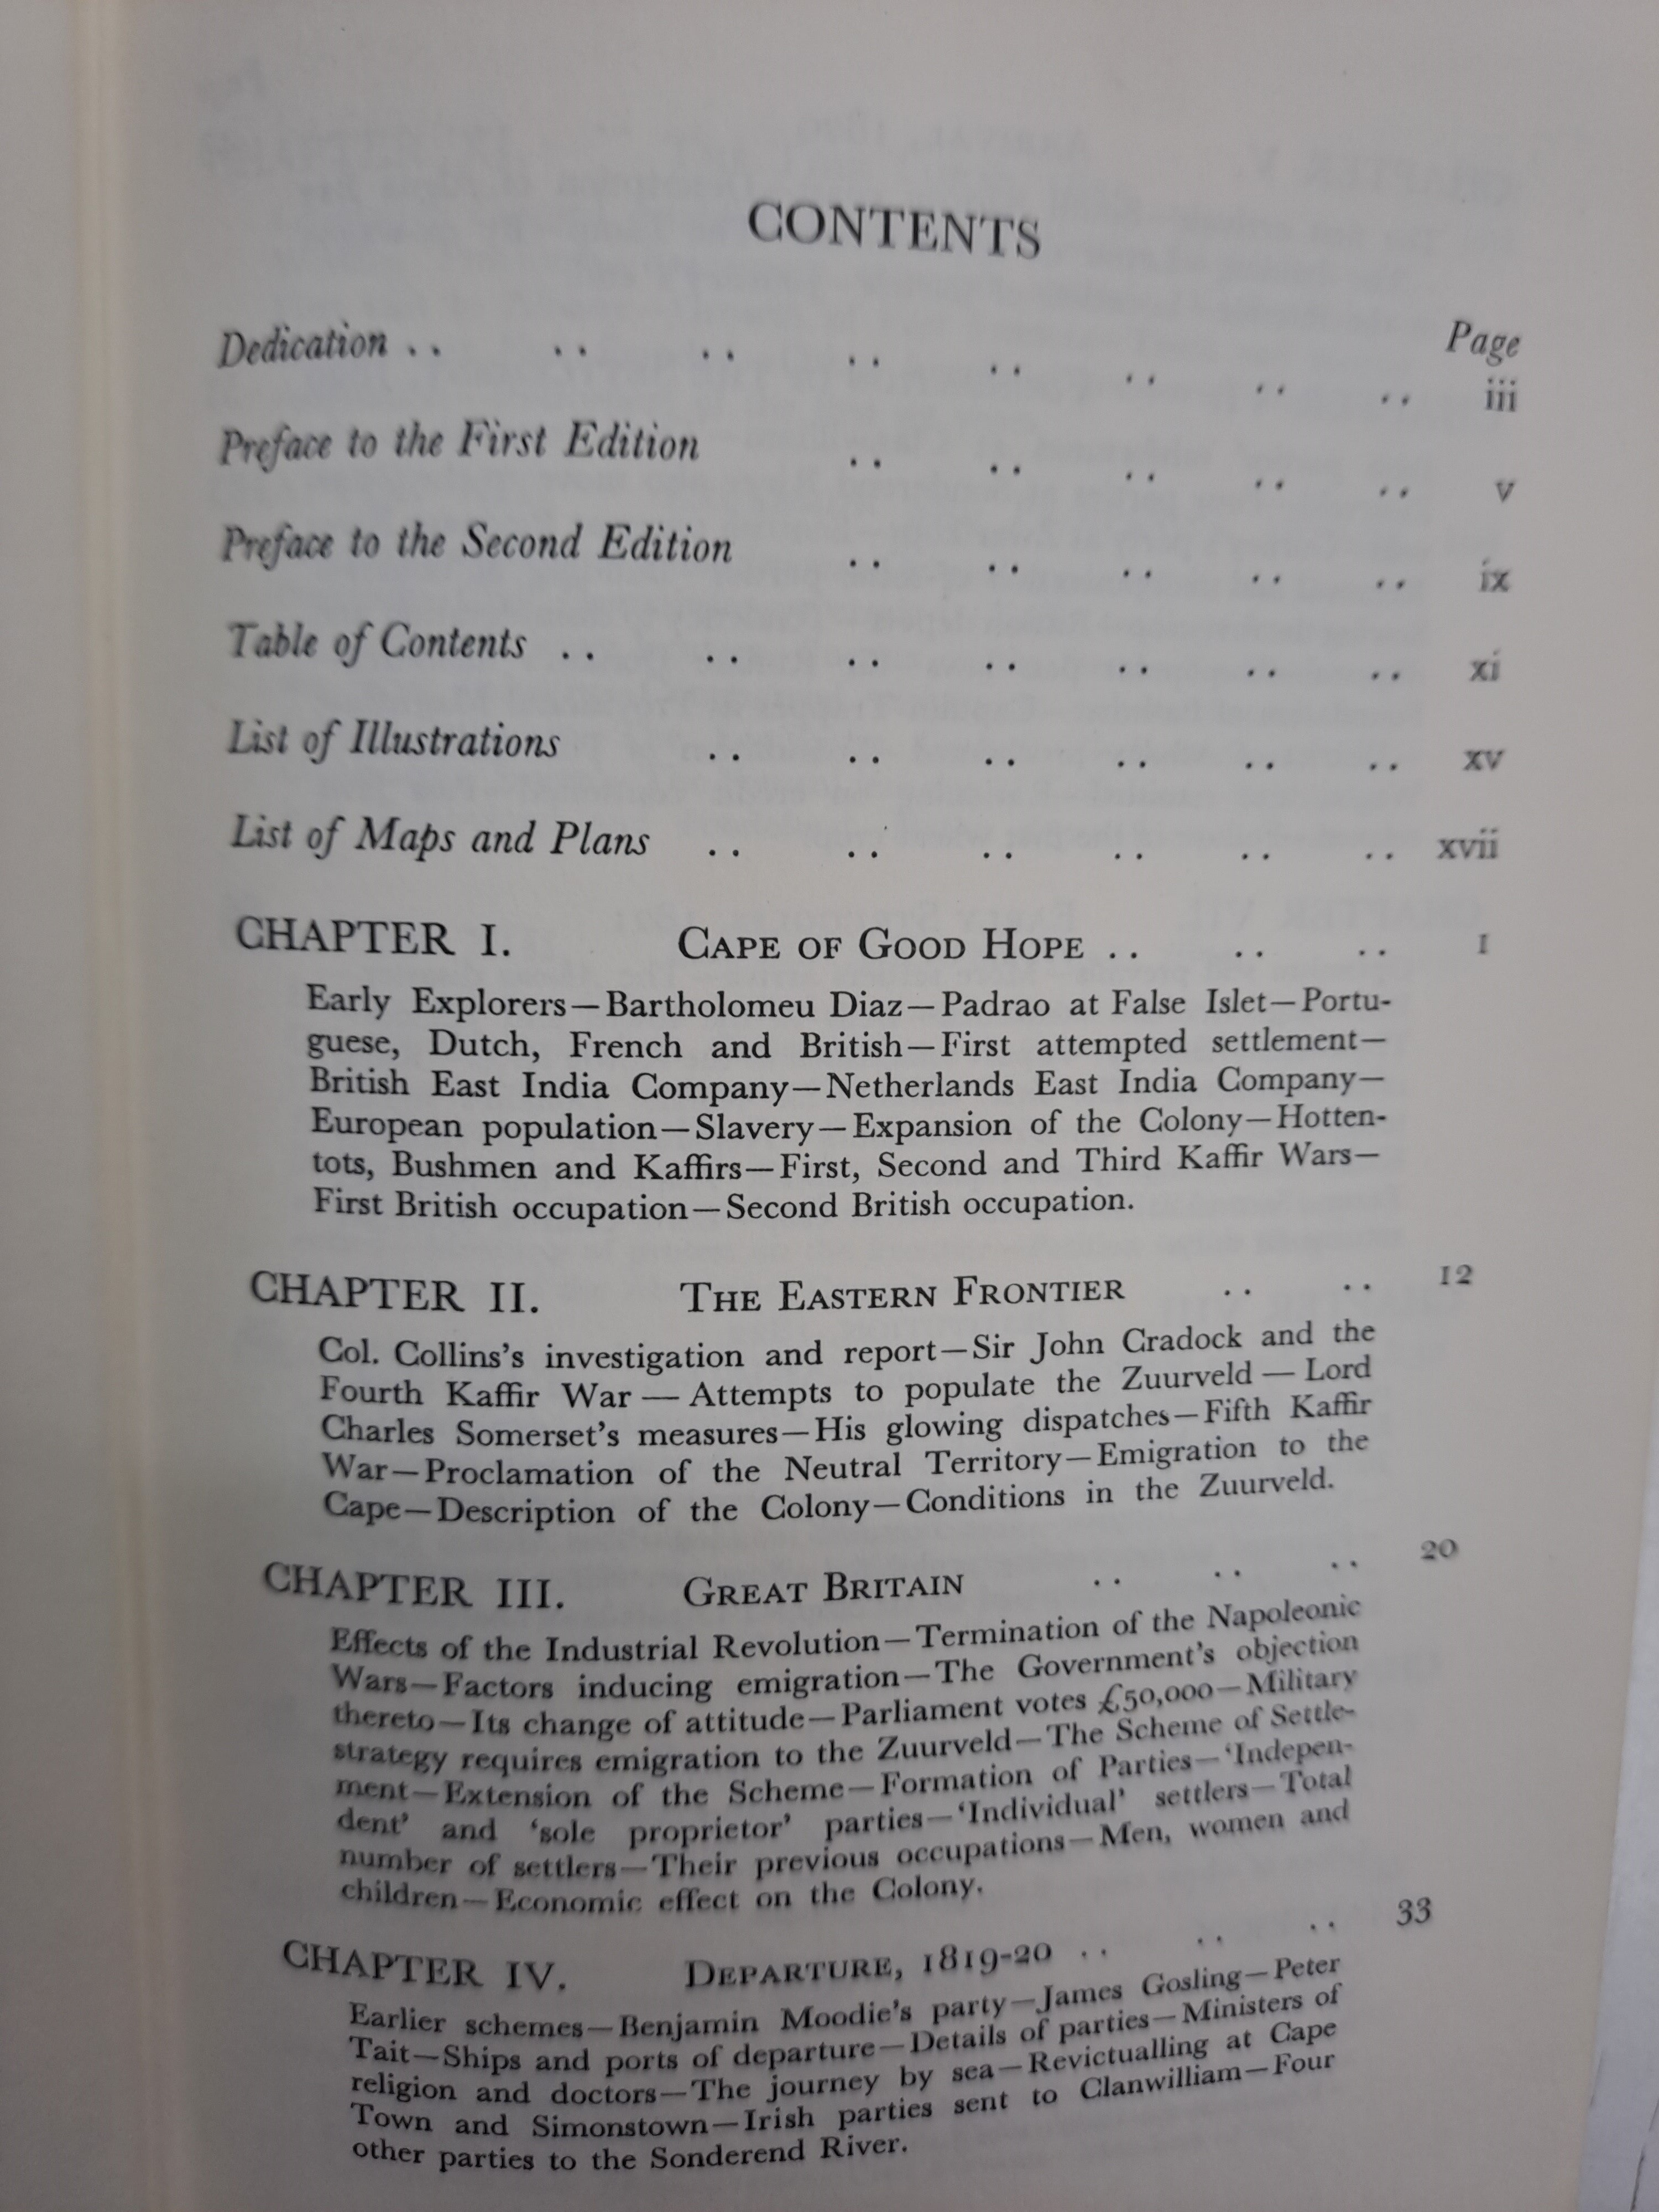 CONTENTS
Page
Dedication .. .. .. .. .. .. .. .. iii
Preface to the First Edition .. .. .. .. .. v
Preface to the Second Edition .. .. .. .. .. ix
Table of Contents .. .. .. .. .. .. .. xi
List of Illustrations .. .. .. .. .. .. xv
List of Maps and Plans .. .. .. .. .. .. xvii
CHAPTER I. CAPE OF GOOD HOPE .. .. .. 1
Early Explorers—Bartholomeu Diaz—Padrao at False Islet—Portu-
guese, Dutch, French and British—First attempted settlement—
British East India Company—Netherlands East India Company—
European population—Slavery—Expansion of the Colony—Hotten-
tots, Bushmen and Kaffirs—First, Second and Third Kaffir Wars—
First British occupation—Second British occupation.
CHAPTER II. THE EASTERN FRONTIER .. .. 12
Col. Collins's investigation and report—Sir John Cradock and the
Fourth Kaffir War — Attempts to populate the Zuurveld — Lord
Charles Somerset's measures—His glowing dispatches—Fifth Kaffir
War—Proclamation of the Neutral Territory—Emigration to the
Cape—Description of the Colony—Conditions in the Zuurveld.
CHAPTER III. GREAT BRITAIN .. .. .. 20
Effects of the Industrial Revolution—Termination of the Napoleonic
Wars—Factors inducing emigration—The Government's objection
thereto—Its change of attitude—Parliament votes £50,000—Military
strategy requires emigration to the Zuurveld—The Scheme of Settle-
ment—Extension of the Scheme—Formation of Parties—'Indepen-
dent' and 'sole proprietor' parties—'Individual' settlers—Total
number of settlers—Their previous occupations—Men, women and
children—Economic effect on the Colony.
CHAPTER IV. DEPARTURE, 1819-20 .. .. .. 33
Earlier schemes—Benjamin Moodie's party—James Gosling—Peter
Tait—Ships and ports of departure—Details of parties—Ministers of
religion and doctors—The journey by sea—Revictualling at Cape
Town and Simonstown—Irish parties sent to Clanwilliam—Four
other parties to the Sonderend River.